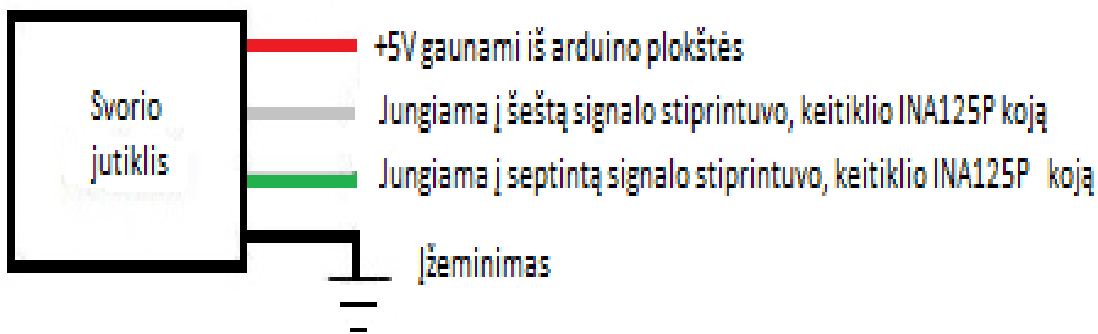 +5V gaunami iš arduino plokštės
Svorio
jutiklis
Jungiama į šeštą signalo stiprintuvo, keitiklio INA125P koją
Jungiama į septintą signalo stiprintuvo, keitiklio INA125P koją
Įžeminimas